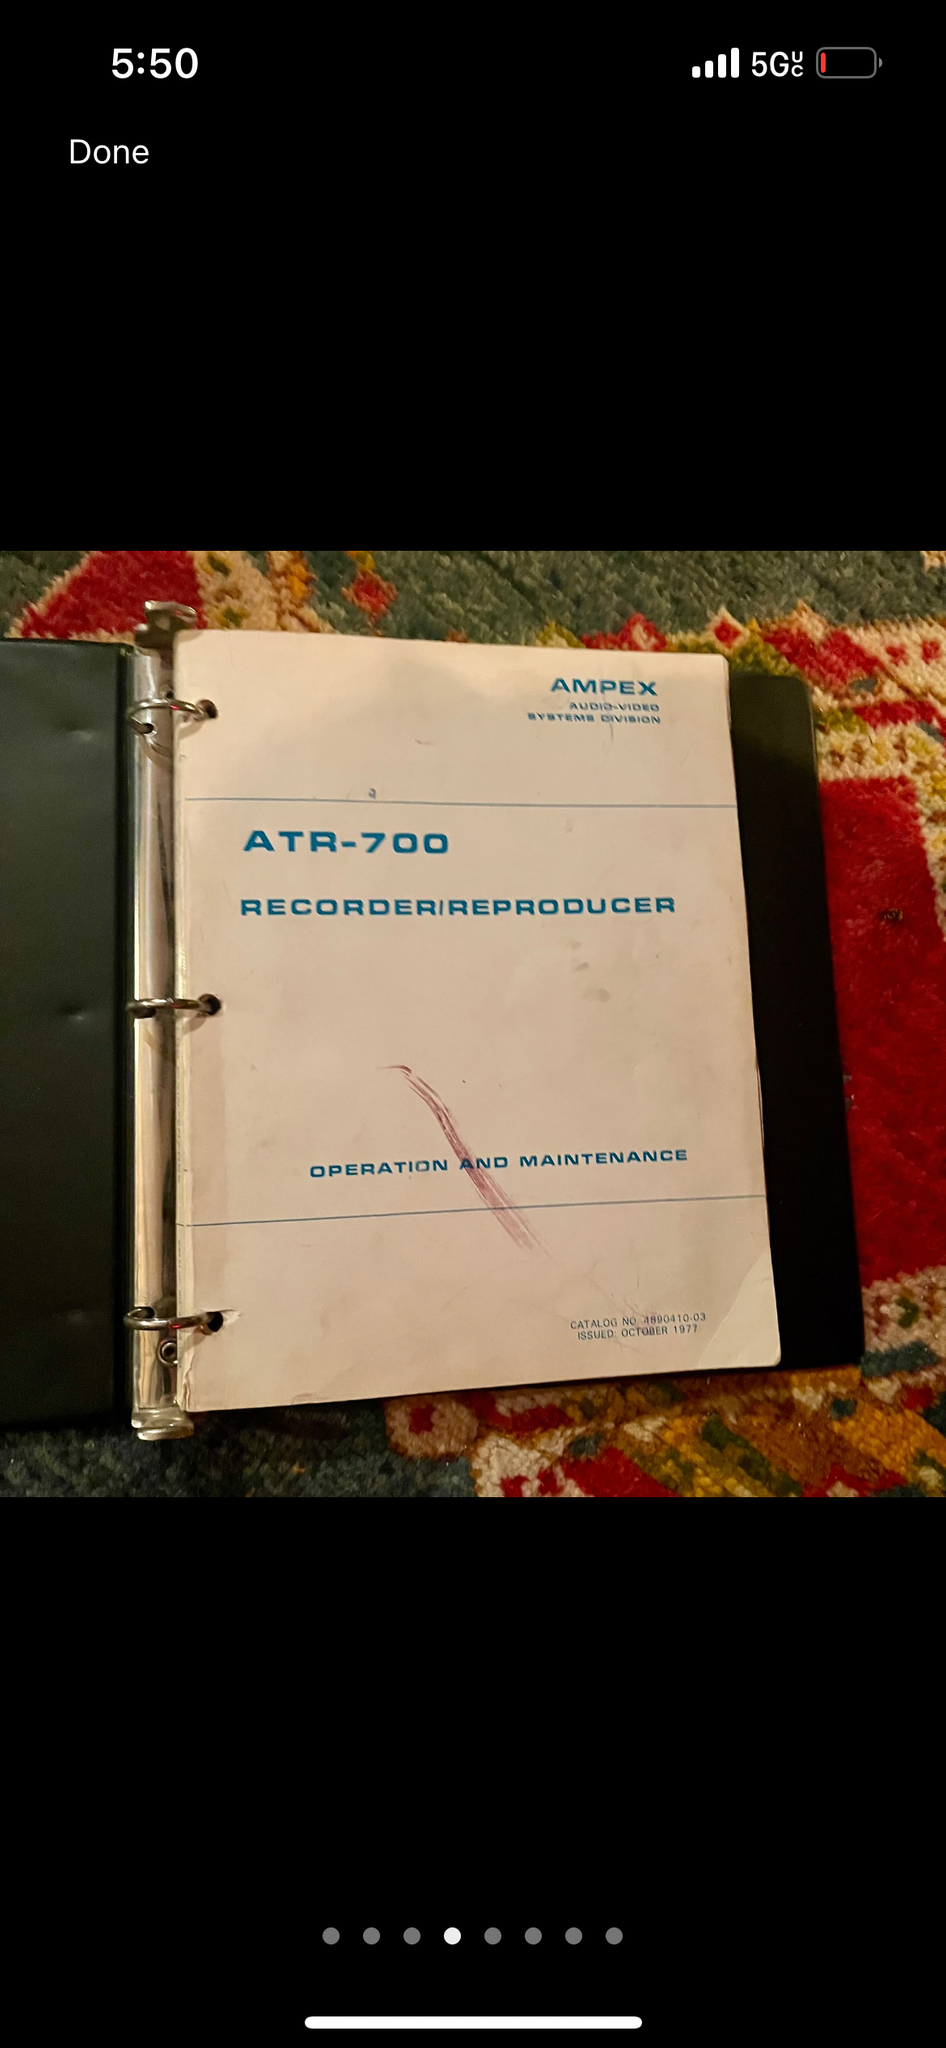 5:50
5G UC
Done
AMPEX
AUDIO-VIDEO
SYSTEMS DIVISION
ATR-700
RECORDER/REPRODUCER
OPERATION AND MAINTENANCE
CATALOG NO. 4890410-03
ISSUED: OCTOBER 1977